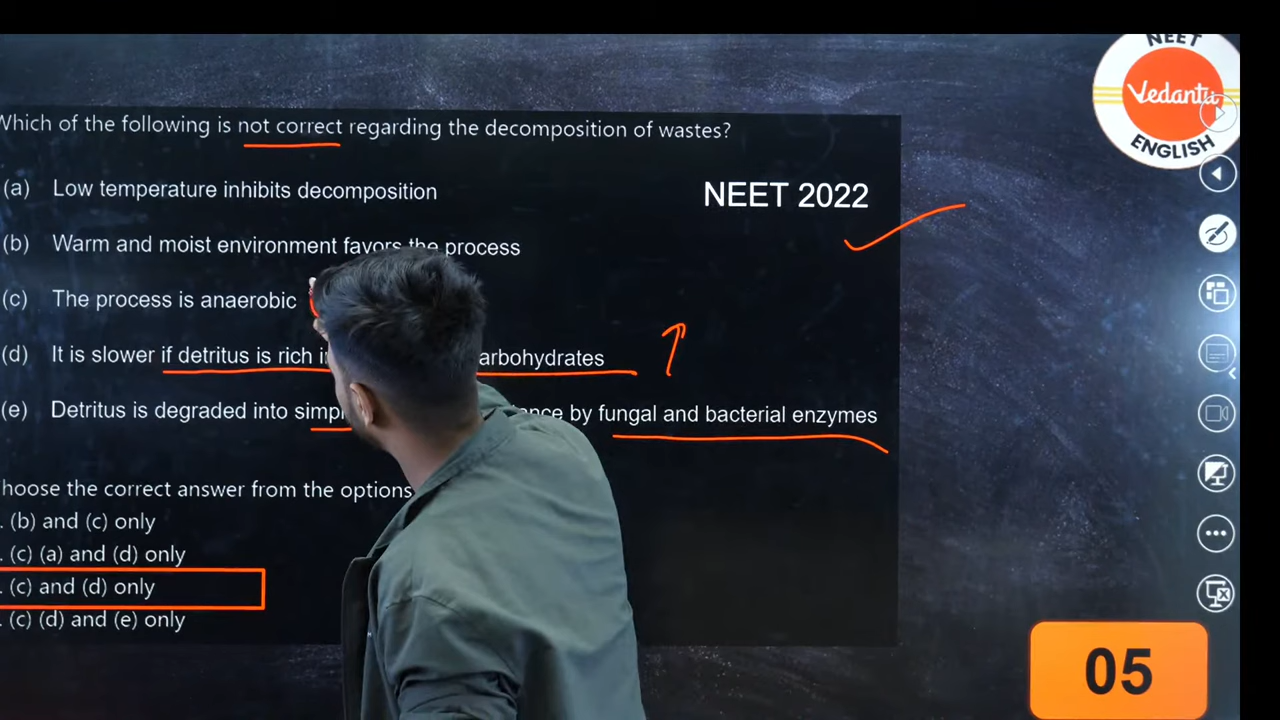 Which of the following is not correct regarding the decomposition of wastes?
(a) Low temperature inhibits decomposition
NEET 2022
(b) Warm and moist environment favors the process
(c) The process is anaerobic
(d) It is slower if detritus is rich arbohydrates
(e) Detritus is degraded into simp by fungal and bacterial enzymes
hoose the correct answer from the options
. (b) and (c) only
. (c) (a) and (d) only
. (c) and (d) only
. (c) (d) and (e) only
NEET
Vedantu
ENGLISH
05